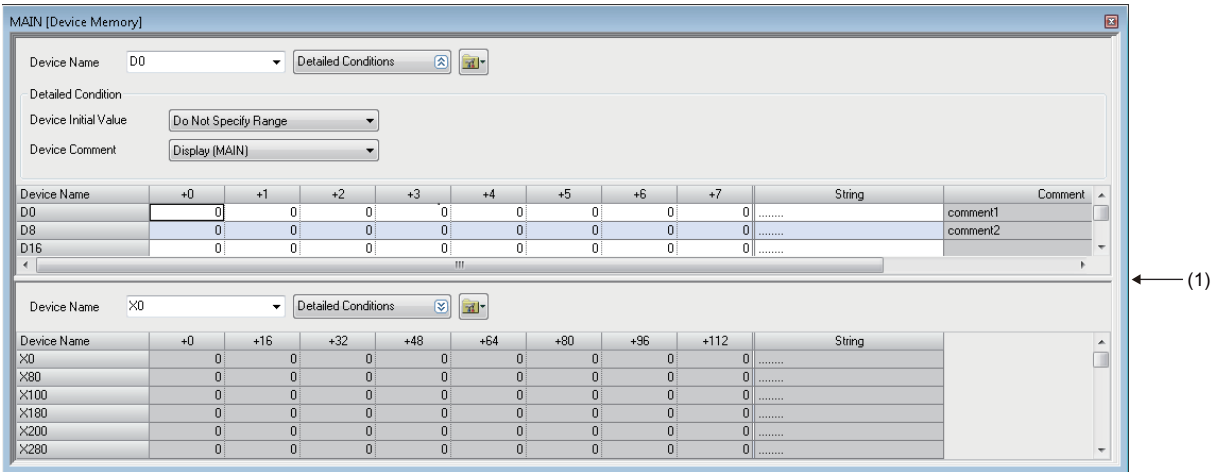 MAIN [Device Memory]
Device Name D0 Detailed Conditions
Detailed Condition
Device Initial Value Do Not Specify Range
Device Comment Display (MAIN)
Device Name +0 +1 +2 +3 +4 +5 +6 +7 String Comment
D0 0 0 0 0 0 0 0 0 ........ comment1
D8 0 0 0 0 0 0 0 0 ........ comment2
D16 0 0 0 0 0 0 0 0 ........
(1)
Device Name X0 Detailed Conditions
Device Name +0 +16 +32 +48 +64 +80 +96 +112 String
X0 0 0 0 0 0 0 0 0 ........
X80 0 0 0 0 0 0 0 0 ........
X100 0 0 0 0 0 0 0 0 ........
X180 0 0 0 0 0 0 0 0 ........
X200 0 0 0 0 0 0 0 0 ........
X280 0 0 0 0 0 0 0 0 ........